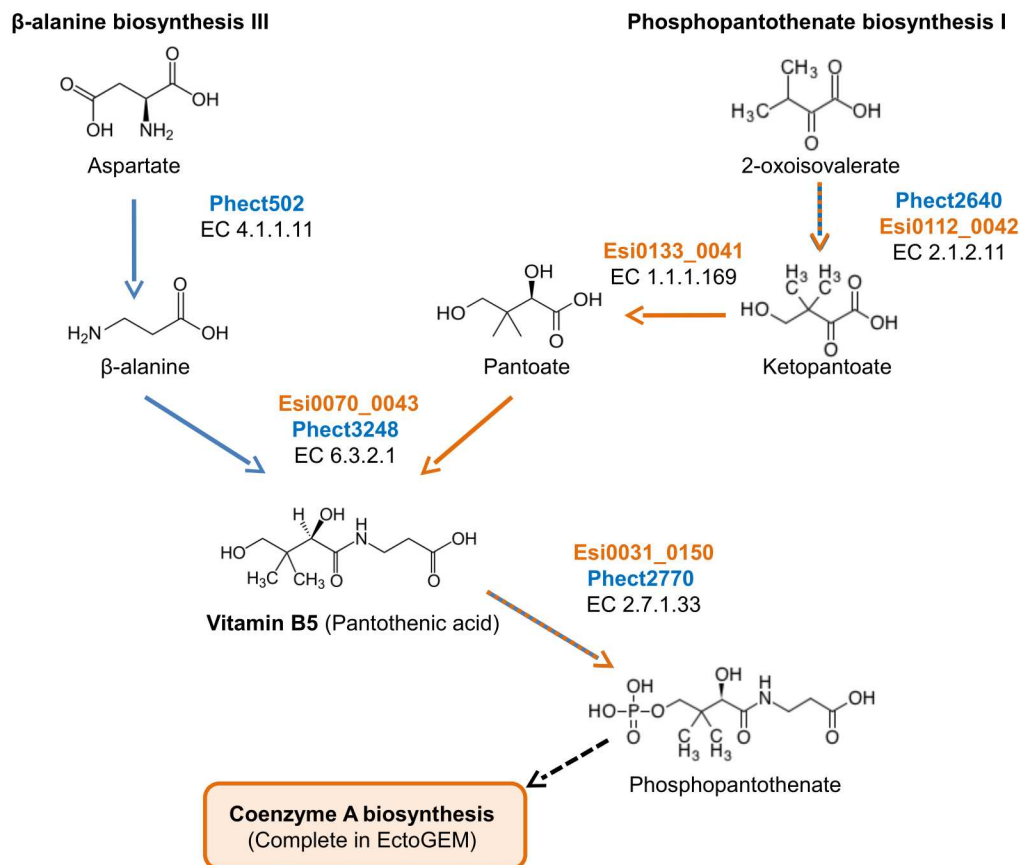 β-alanine biosynthesis III
Phosphopantothenate biosynthesis I
O
O
OH
OH
NH2
Aspartate
CH3
O
H3C
OH
O
2-oxoisovalerate
Phect502
EC 4.1.1.11
Phect2640
Esi0112_0042
EC 2.1.2.11
Esi0133_0041
EC 1.1.1.169
O
H2N
OH
β-alanine
OH
HO
OH
O
Pantoate
H3 H3
C C
O
HO
OH
O
Ketopantoate
Esi0070_0043
Phect3248
EC 6.3.2.1
H
OH
H
N
HO
OH
H3C
CH3
O
O
Vitamin B5 (Pantothenic acid)
Esi0031_0150
Phect2770
EC 2.7.1.33
OH
HO-P-O
O
OH
H
N
OH
C C
H3 H3
O
O
Phosphopantothenate
Coenzyme A biosynthesis
(Complete in EctoGEM)